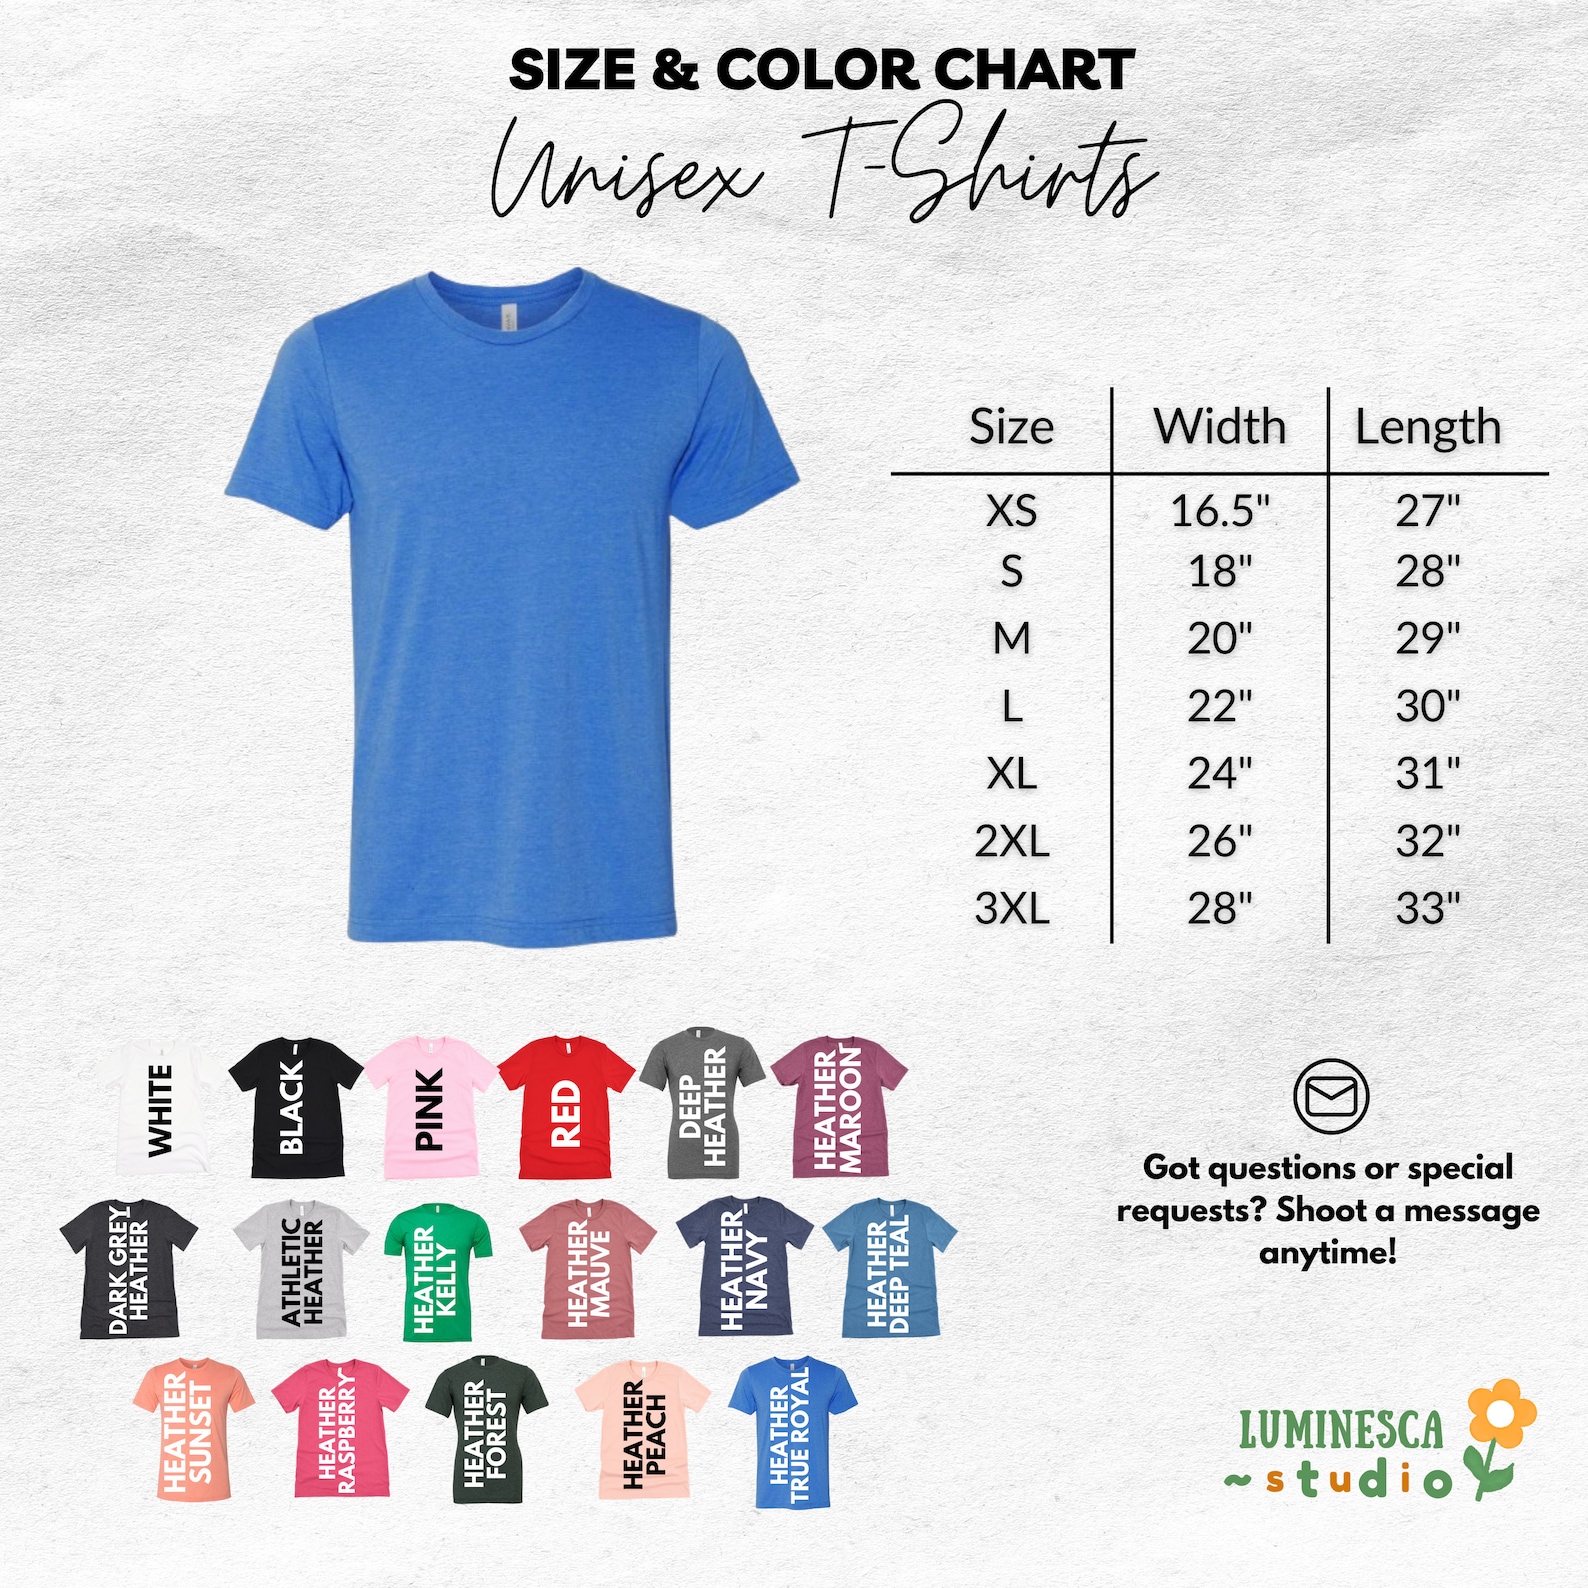 SIZE & COLOR CHART
Unisex T-Shirts
Size Width Length
XS 16.5" 27"
S 18" 28"
M 20" 29"
L 22" 30"
XL 24" 31"
2XL 26" 32"
3XL 28" 33"
WHITE
BLACK
PINK
RED
DEEP
HEATHER
HEATHER
MAROON
DARK GREY
HEATHER
ATHLETIC
HEATHER
HEATHER
KELLY
HEATHER
MAUVE
HEATHER
NAVY
HEATHER
DEEP TEAL
HEATHER
SUNSET
HEATHER
RASPBERRY
HEATHER
FOREST
HEATHER
PEACH
HEATHER
TRUE ROYAL
Got questions or special
requests? Shoot a message
anytime!
LUMINESCA
~studio